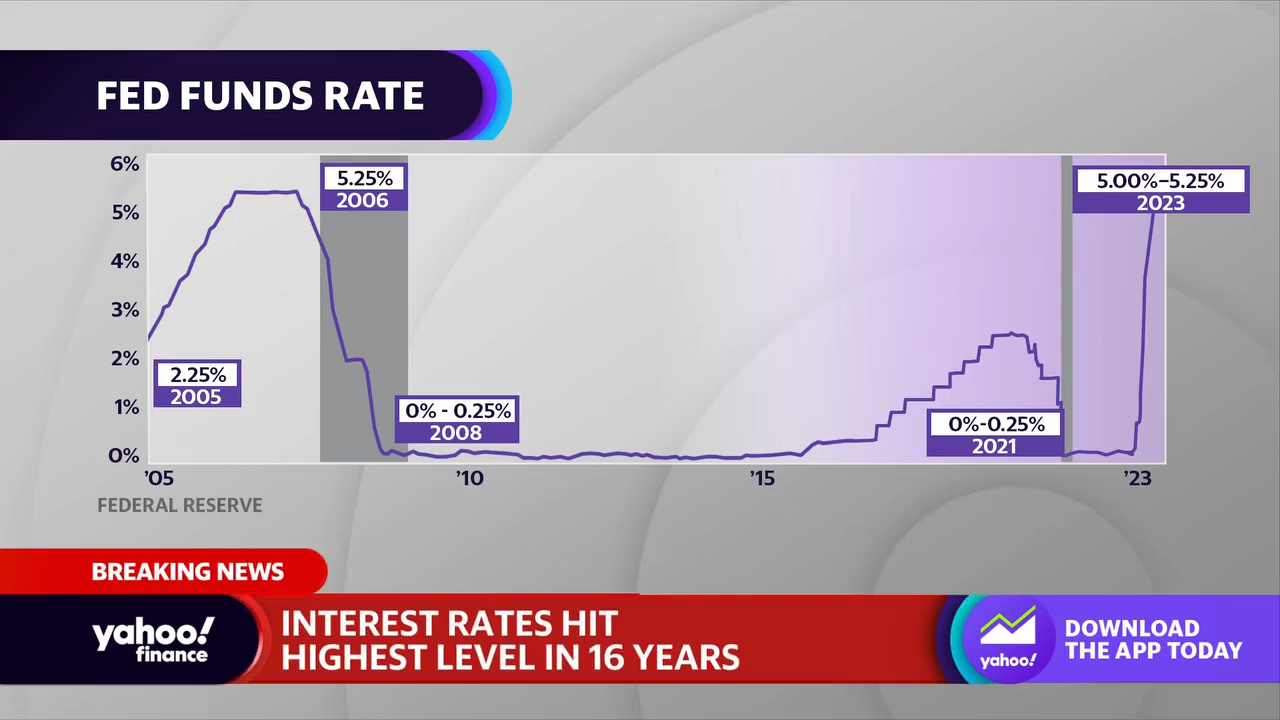 FED FUNDS RATE
6%
5%
4%
3%
2%
1%
0%
5.25%
2006
5.00%–5.25%
2023
2.25%
2005
0% - 0.25%
2008
0%-0.25%
2021
'05
'10
'15
'23
FEDERAL RESERVE
BREAKING NEWS
yahoo!
finance
INTEREST RATES HIT
HIGHEST LEVEL IN 16 YEARS
yahoo!
DOWNLOAD
THE APP TODAY